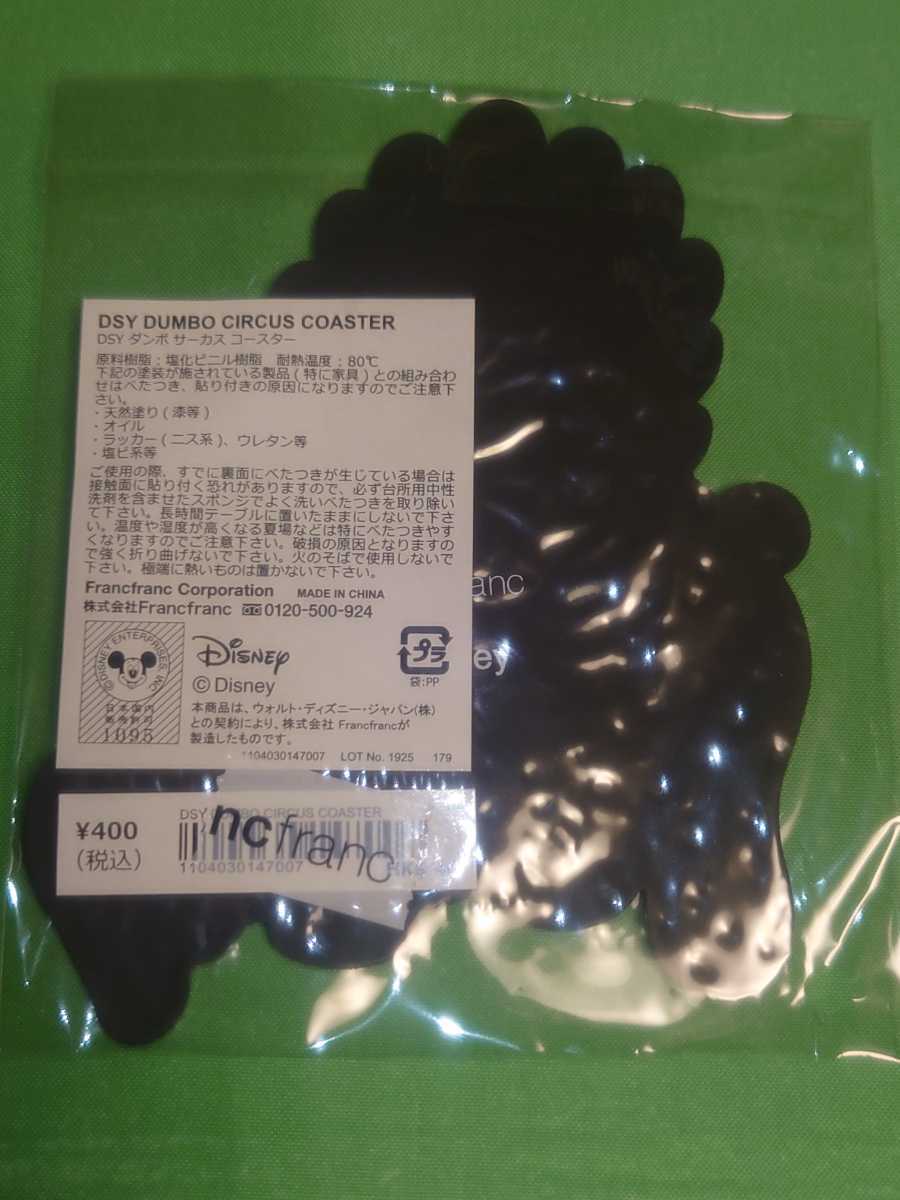 DSY DUMBO CIRCUS COASTER
DSY ダンボ サーカス コースター
原料樹脂：塩化ビニル樹脂　耐熱温度：80℃
下記の塗装が施されている製品(特に家具)との組み合わ
せはべたつき、貼り付きの原因になりますのでご注意下
さい。
・天然塗り(漆等)
・オイル
・ラッカー(ニス系)、ウレタン等
・塩ビ系等
ご使用の際、すでに裏面にべたつきが生じている場合は
接触面に貼り付く恐れがありますので、必ず台所用中性
洗剤を含ませたスポンジでよく洗いべたつきを取り除い
て下さい。長時間テーブルに置いたままにしないで下さ
い。温度や湿度が高くなる夏場などは特にべたつきやす
くなりますのでご注意下さい。破損の原因となりますの
で強く折り曲げないで下さい。火のそばで使用しないで
下さい。極端に熱いものは置かないで下さい。
Francfranc Corporation MADE IN CHINA
株式会社Francfranc 0120-500-924
anc
ey
©DISNEY ENTERPRISES, INC
日本国内
販売許可
1095
Disney
©Disney
プラ
袋:PP
本商品は、ウォルト・ディズニー・ジャパン(株)
との契約により、株式会社 Francfrancが
製造したものです。
1104030147007 LOT No. 1925 179
¥400
(税込)
DSY DUMBO CIRCUS COASTER
ncfranc
1104030147007